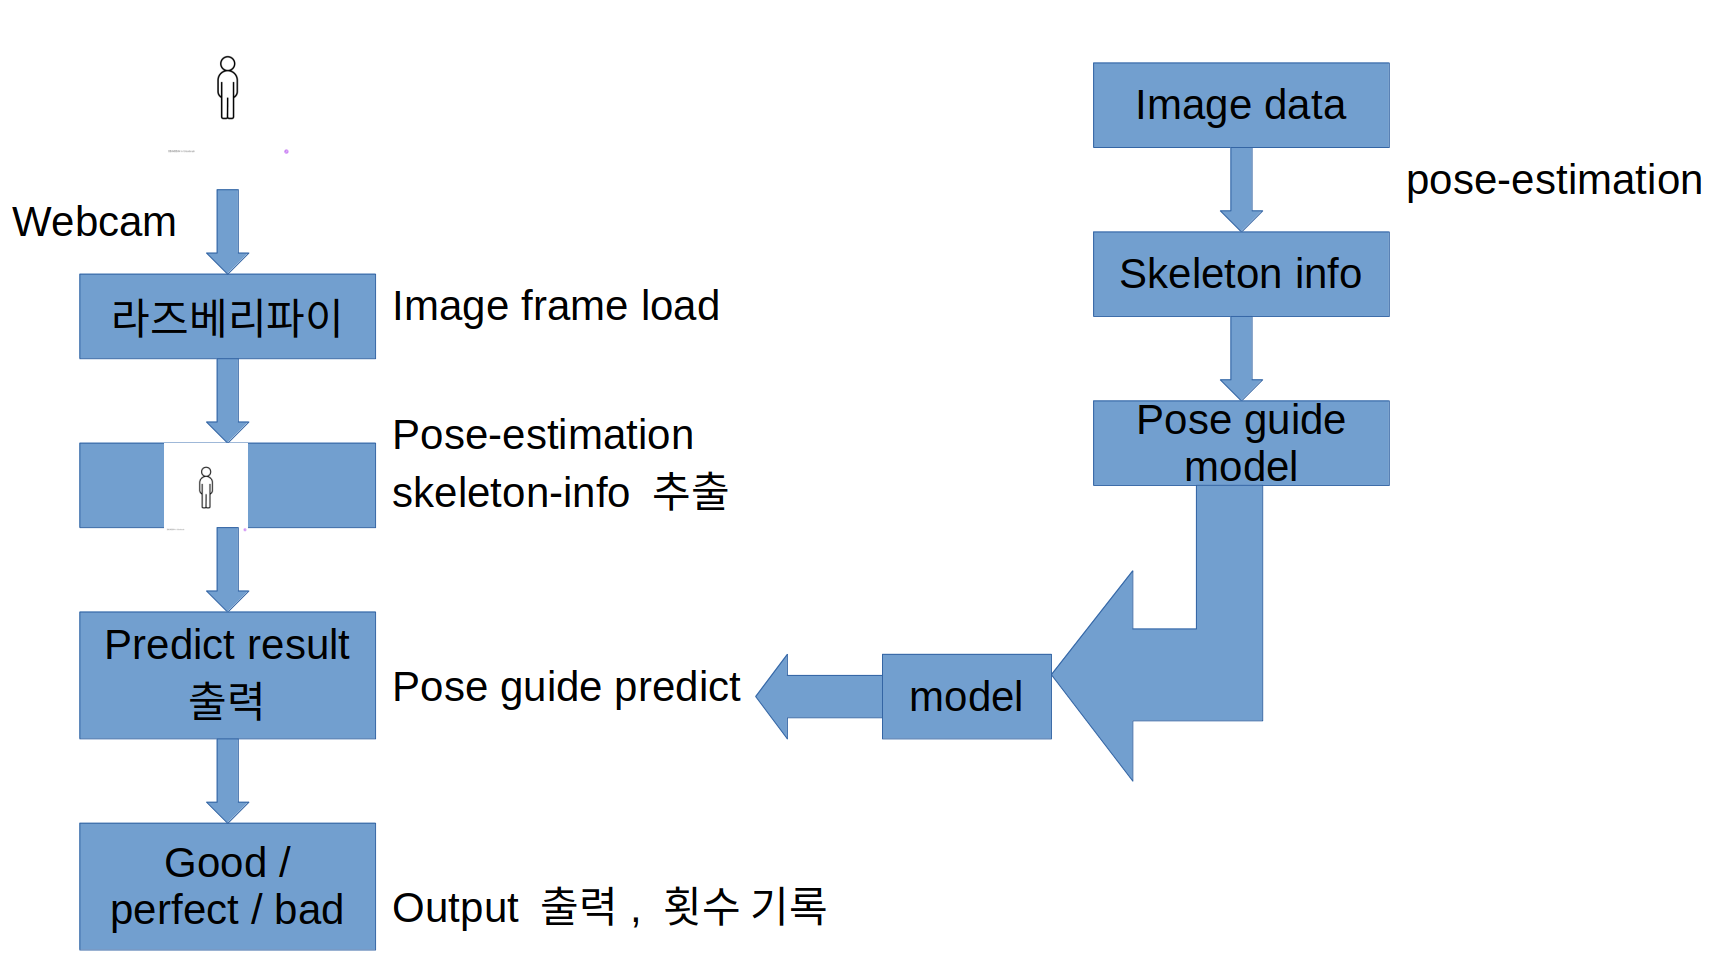 Webcam
라즈베리파이
Image frame load
Pose-estimation
skeleton-info 추출
Predict result
출력
Pose guide predict
Good /
perfect / bad
Output 출력 , 횟수 기록
Image data
pose-estimation
Skeleton info
Pose guide
model
model